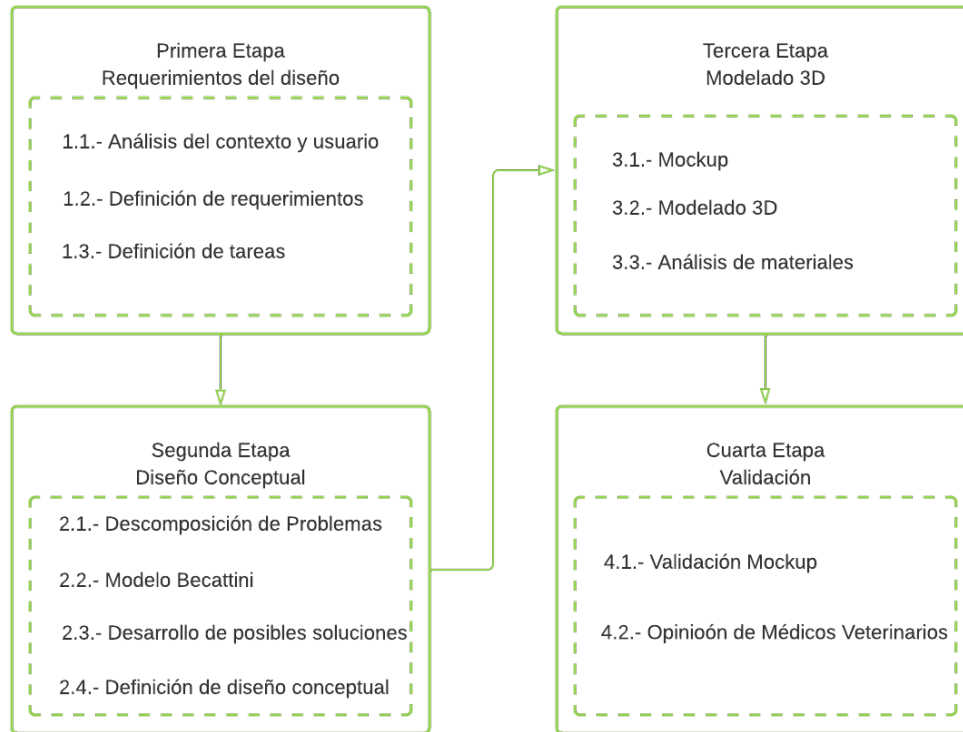 Primera Etapa
Requerimientos del diseño
1.1.- Análisis del contexto y usuario
1.2.- Definición de requerimientos
1.3.- Definición de tareas
Segunda Etapa
Diseño Conceptual
2.1.- Descomposición de Problemas
2.2.- Modelo Becattini
2.3.- Desarrollo de posibles soluciones
2.4.- Definición de diseño conceptual
Tercera Etapa
Modelado 3D
3.1.- Mockup
3.2.- Modelado 3D
3.3.- Análisis de materiales
Cuarta Etapa
Validación
4.1.- Validación Mockup
4.2.- Opinioón de Médicos Veterinarios